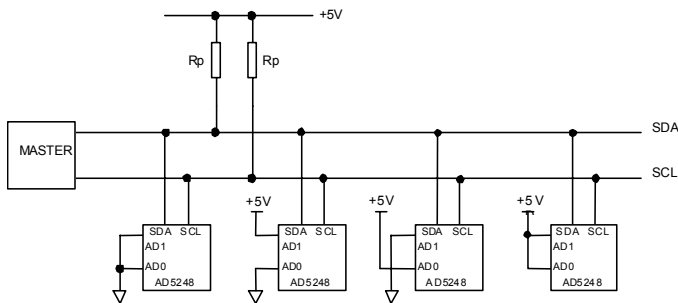 +5V
Rp Rp
MASTER
SDA
SCL
+5V +5V +5V
SDA SCL SDA SCL SDA SCL SDA SCL
AD1 AD1 AD1 AD1
AD0 AD0 AD0 AD0
AD5248 AD5248 AD5248 AD5248